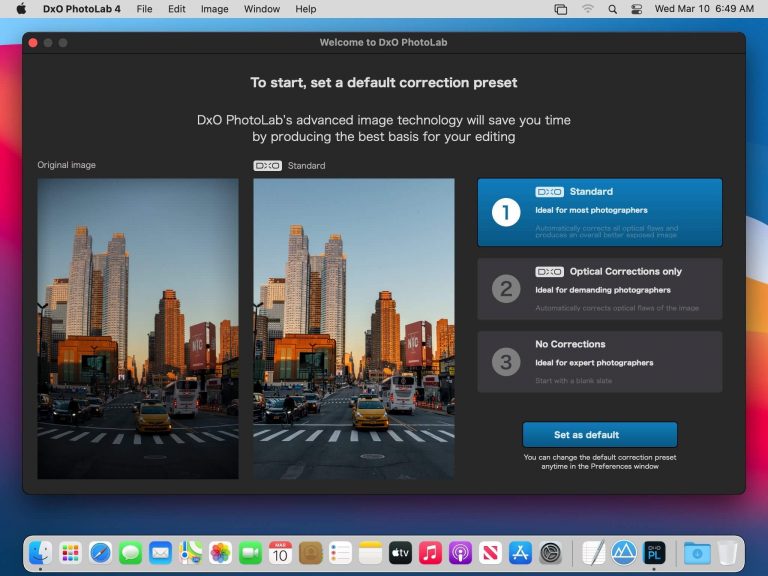 DxO PhotoLab 4 File Edit Image Window Help Wed Mar 10 6:49 AM
Welcome to DxO PhotoLab
To start, set a default correction preset
DxO PhotoLab's advanced image technology will save you time
by producing the best basis for your editing
Original image
DXO Standard
1
DXO Standard
Ideal for most photographers
Automatically corrects all optical flaws and
produces an overall better exposed image
2
DXO Optical Corrections only
Ideal for demanding photographers
Automatically corrects optical flaws of the image
3
No Corrections
Ideal for expert photographers
Start with a blank slate
Set as default
You can change the default correction preset
anytime in the Preferences window
NYC
NYC
MAR
10
tv
DXO
PL